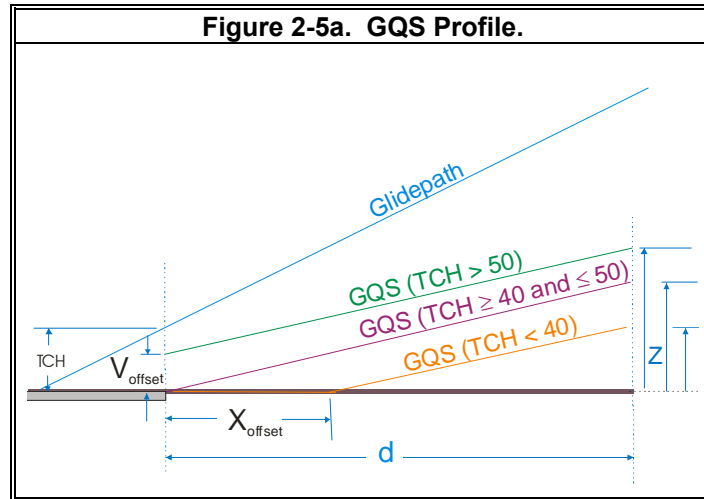 Figure 2-5a. GQS Profile.
Glidepath
GQS (TCH > 50)
GQS (TCH ≥ 40 and ≤ 50)
GQS (TCH < 40)
TCH
Voffset
Z
Xoffset
d